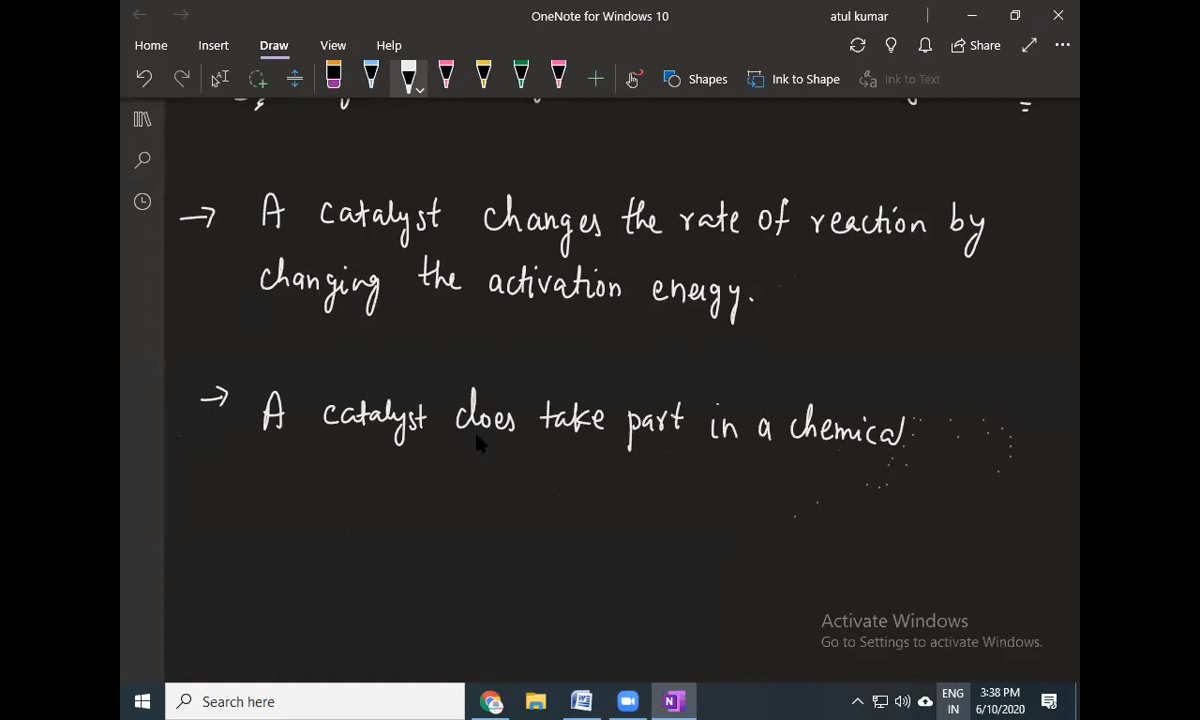 OneNote for Windows 10
atul kumar
Home Insert Draw View Help
Share
Shapes Ink to Shape Ink to Text
→ A catalyst changes the rate of reaction by
changing the activation energy.
→ A catalyst does take part in a chemical
Activate Windows
Go to Settings to activate Windows.
Search here
ENG
IN
3:38 PM
6/10/2020